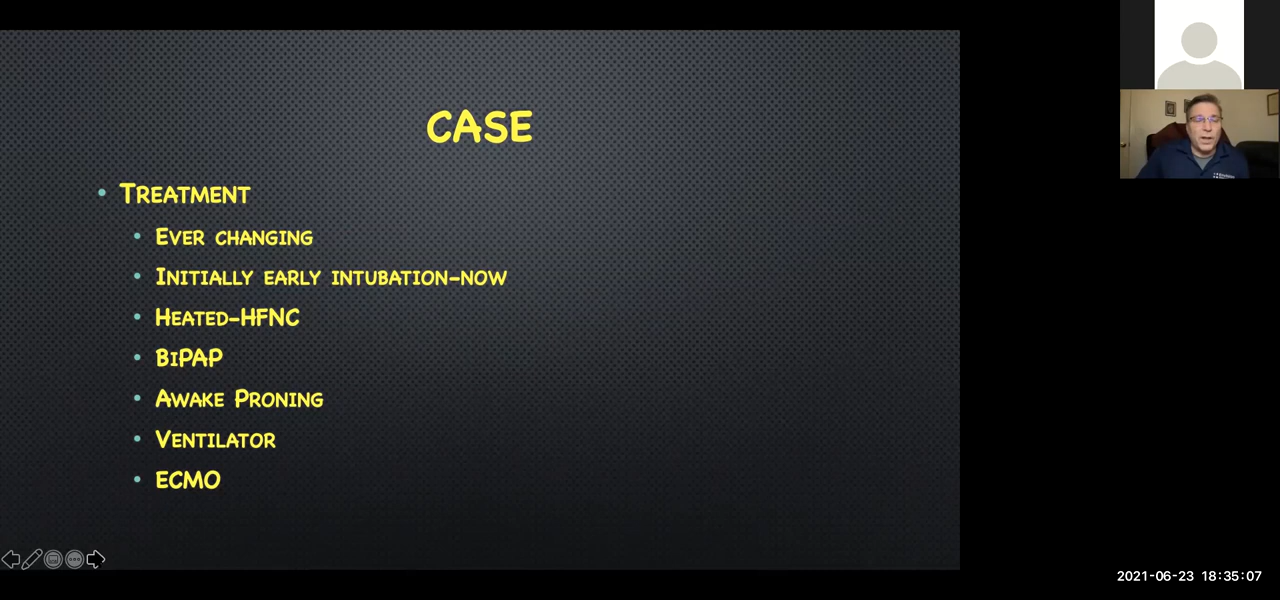 CASE
TREATMENT
EVER CHANGING
INITIALLY EARLY INTUBATION-NOW
HEATED-HFNC
BIPAP
AWAKE PRONING
VENTILATOR
ECMO
2021-06-23 18:35:07